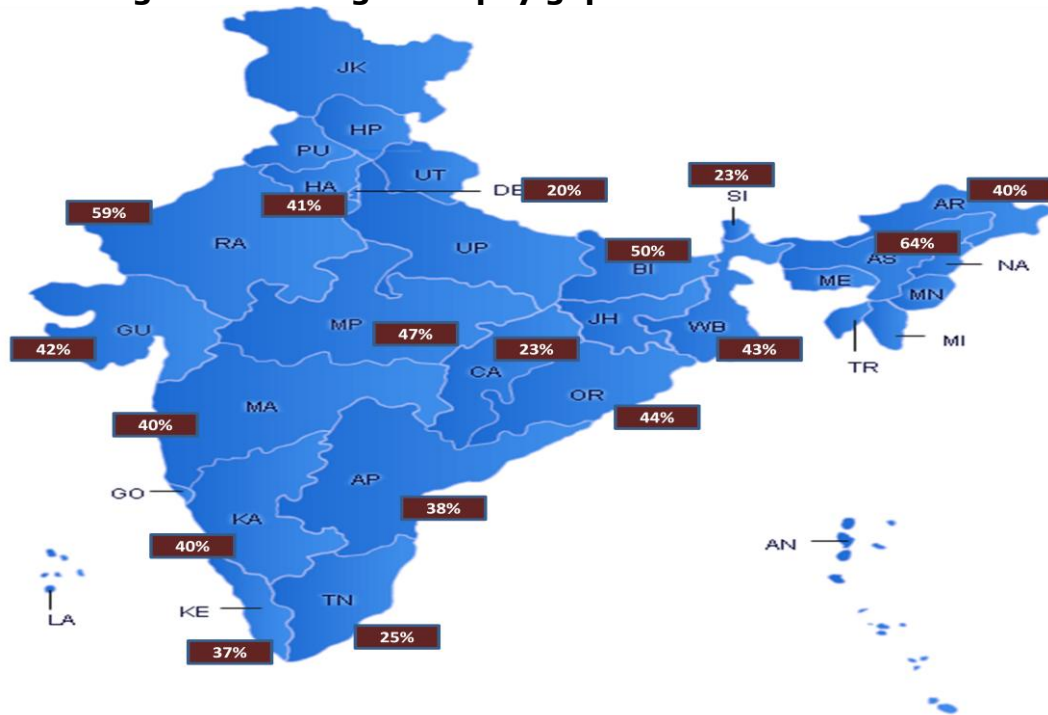 pay gap
JK
HP
PU
UT
HA
DE
20%
23%
SI
40%
AR
59%
41%
RA
UP
50%
BI
64%
AS
NA
ME
MN
GU
MP
47%
JH
WB
42%
23%
CA
43%
TR
MI
MA
OR
40%
44%
AP
GO
38%
KA
40%
AN
KE
TN
LA
37%
25%